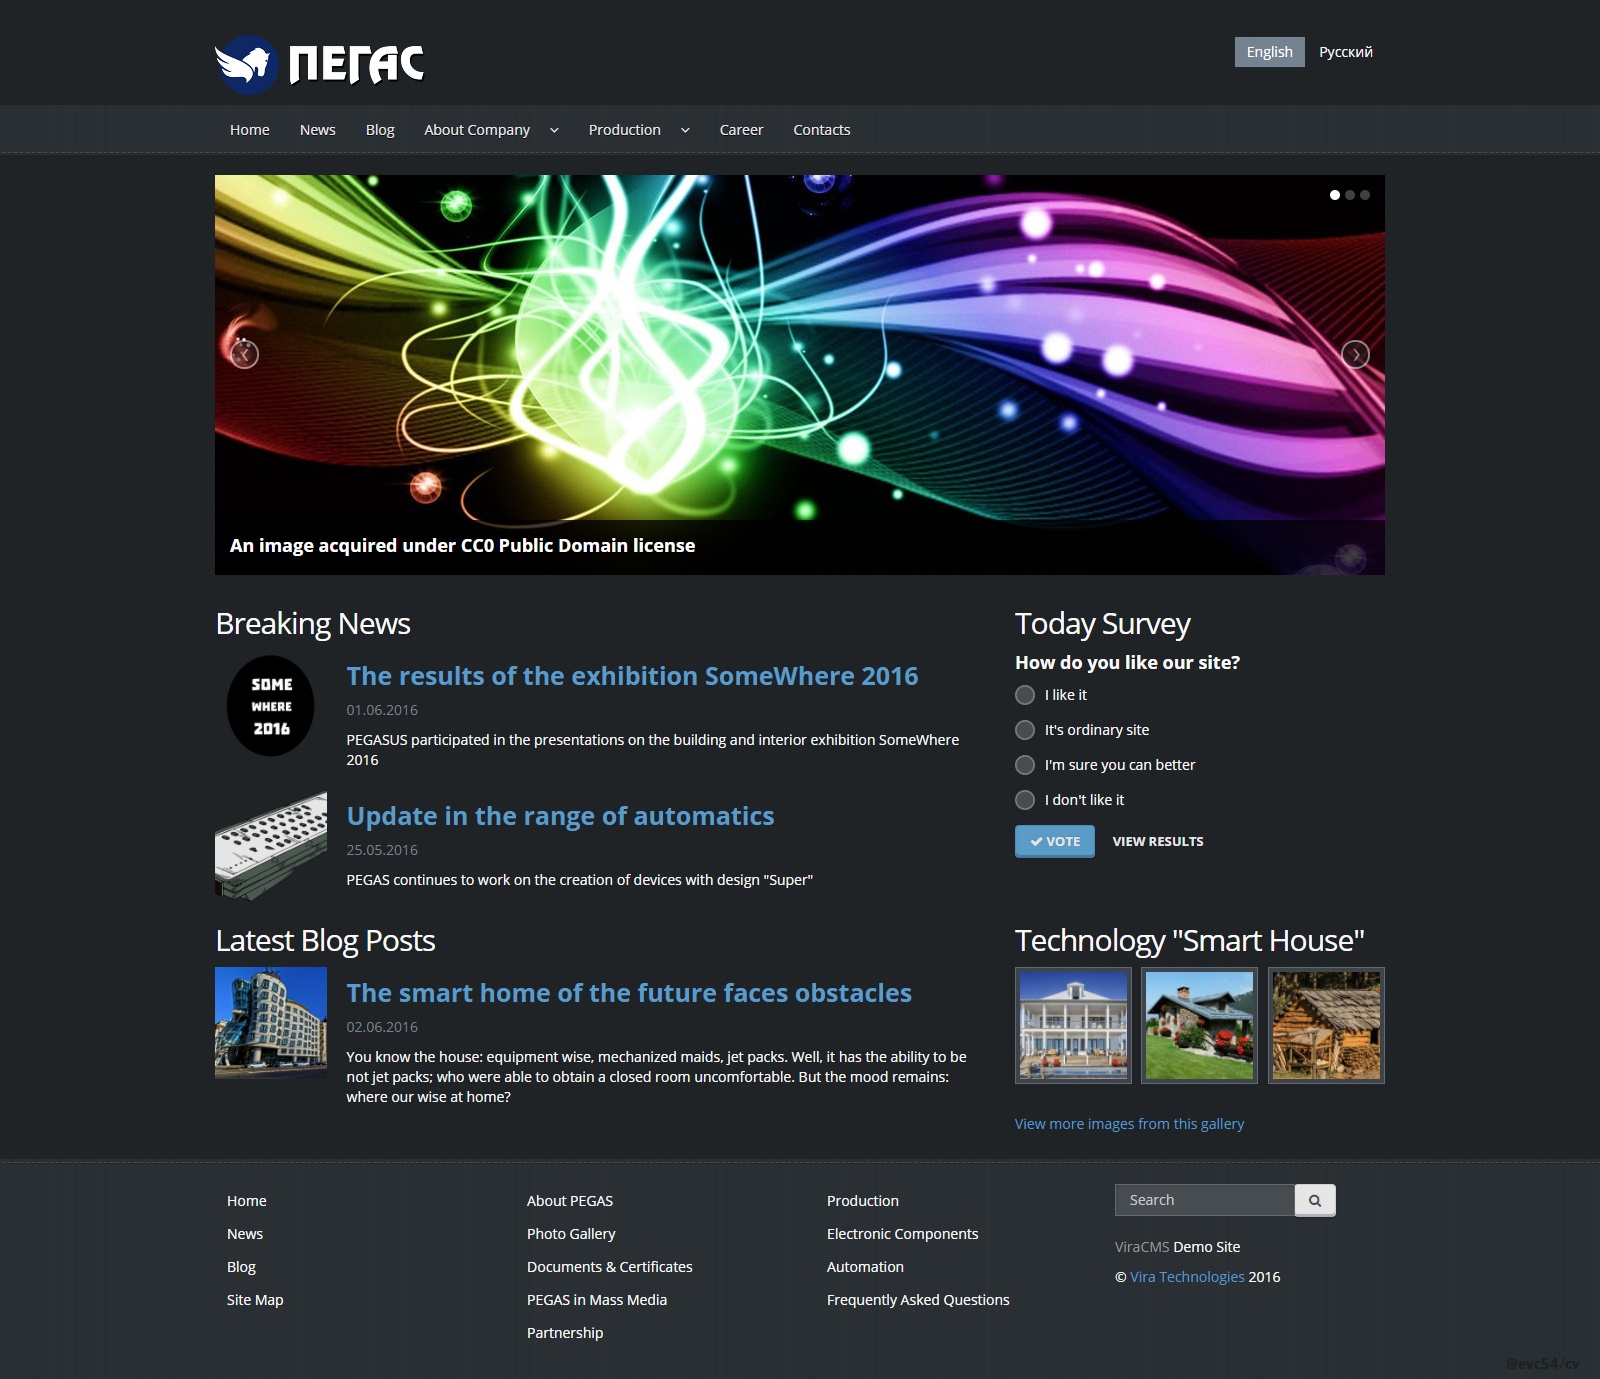 ПЕГАС
English Русский
Home News Blog About Company Production Career Contacts
An image acquired under CC0 Public Domain license
Breaking News
SOME
WHERE
2016
The results of the exhibition SomeWhere 2016
01.06.2016
PEGASUS participated in the presentations on the building and interior exhibition SomeWhere
2016
Update in the range of automatics
25.05.2016
PEGAS continues to work on the creation of devices with design "Super"
Today Survey
How do you like our site?
I like it
It's ordinary site
I'm sure you can better
I don't like it
VOTE VIEW RESULTS
Latest Blog Posts
The smart home of the future faces obstacles
02.06.2016
You know the house: equipment wise, mechanized maids, jet packs. Well, it has the ability to be
not jet packs; who were able to obtain a closed room uncomfortable. But the mood remains:
where our wise at home?
Technology "Smart House"
View more images from this gallery
Home
News
Blog
Site Map
About PEGAS
Photo Gallery
Documents & Certificates
PEGAS in Mass Media
Partnership
Production
Electronic Components
Automation
Frequently Asked Questions
Search
ViraCMS Demo Site
© Vira Technologies 2016
@evc54/cv